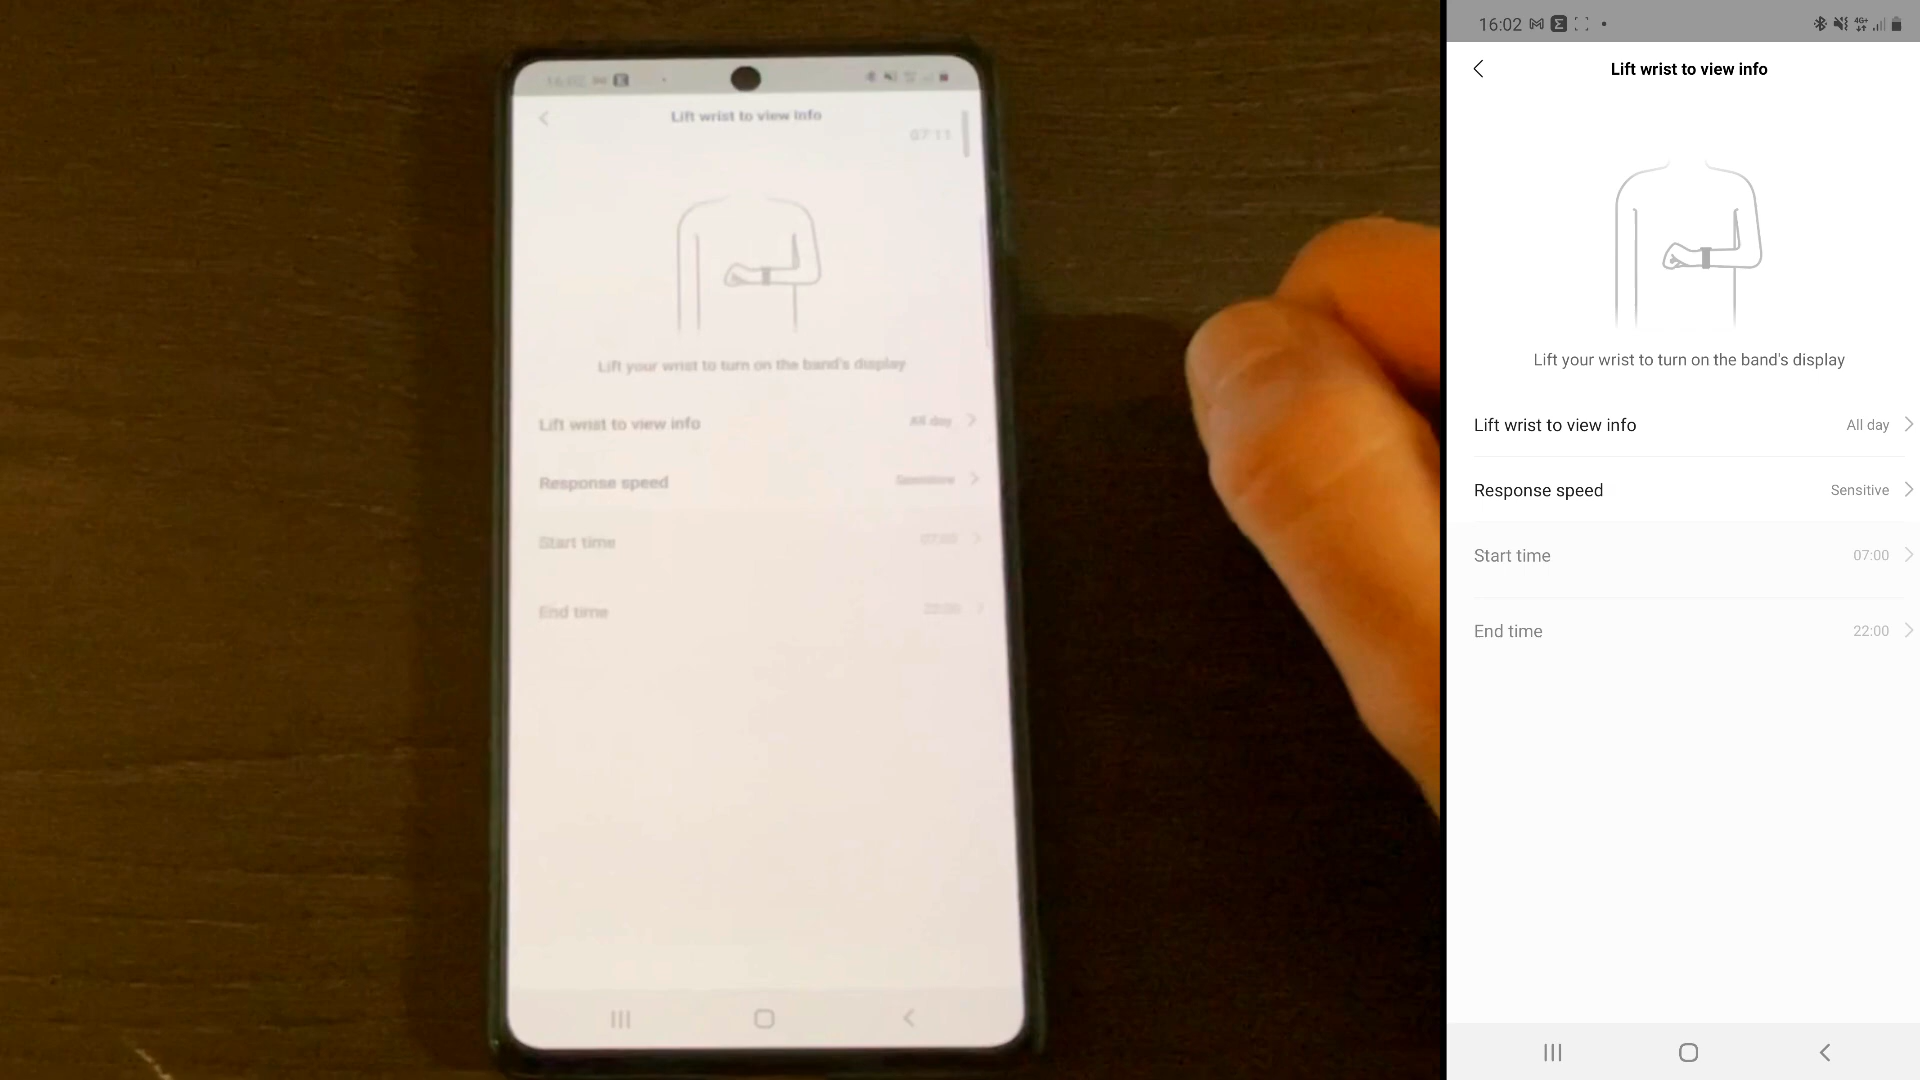 Lift wrist to view info
07:11
Lift your wrist to turn on the band's display
Lift wrist to view info All day
Response speed Sensitive
Start time 07:00
End time 22:00
16:02
4G+
Lift wrist to view info
Lift your wrist to turn on the band's display
Lift wrist to view info All day
Response speed Sensitive
Start time 07:00
End time 22:00